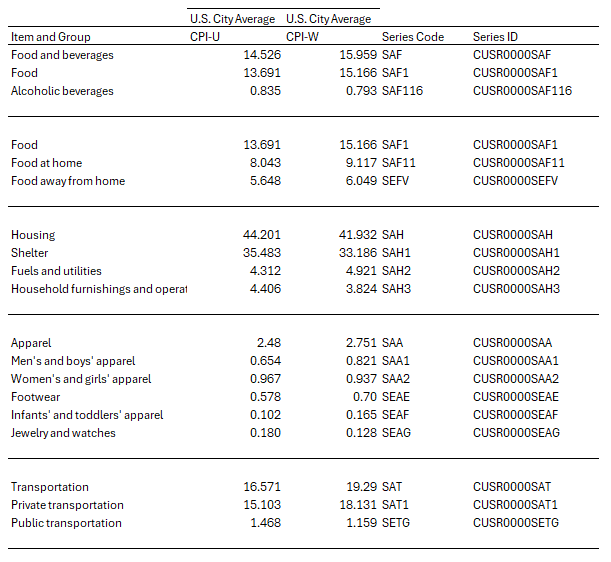 U.S. City Average U.S. City Average
Item and Group CPI-U CPI-W Series Code Series ID
Food and beverages 14.526 15.959 SAF CUSR0000SAF
Food 13.691 15.166 SAF1 CUSR0000SAF1
Alcoholic beverages 0.835 0.793 SAF116 CUSR0000SAF116
Food 13.691 15.166 SAF1 CUSR0000SAF1
Food at home 8.043 9.117 SAF11 CUSR0000SAF11
Food away from home 5.648 6.049 SEFV CUSR0000SEFV
Housing 44.201 41.932 SAH CUSR0000SAH
Shelter 35.483 33.186 SAH1 CUSR0000SAH1
Fuels and utilities 4.312 4.921 SAH2 CUSR0000SAH2
Household furnishings and operat 4.406 3.824 SAH3 CUSR0000SAH3
Apparel 2.48 2.751 SAA CUSR0000SAA
Men's and boys' apparel 0.654 0.821 SAA1 CUSR0000SAA1
Women's and girls' apparel 0.967 0.937 SAA2 CUSR0000SAA2
Footwear 0.578 0.70 SEAE CUSR0000SEAE
Infants' and toddlers' apparel 0.102 0.165 SEAF CUSR0000SEAF
Jewelry and watches 0.180 0.128 SEAG CUSR0000SEAG
Transportation 16.571 19.29 SAT CUSR0000SAT
Private transportation 15.103 18.131 SAT1 CUSR0000SAT1
Public transportation 1.468 1.159 SETG CUSR0000SETG